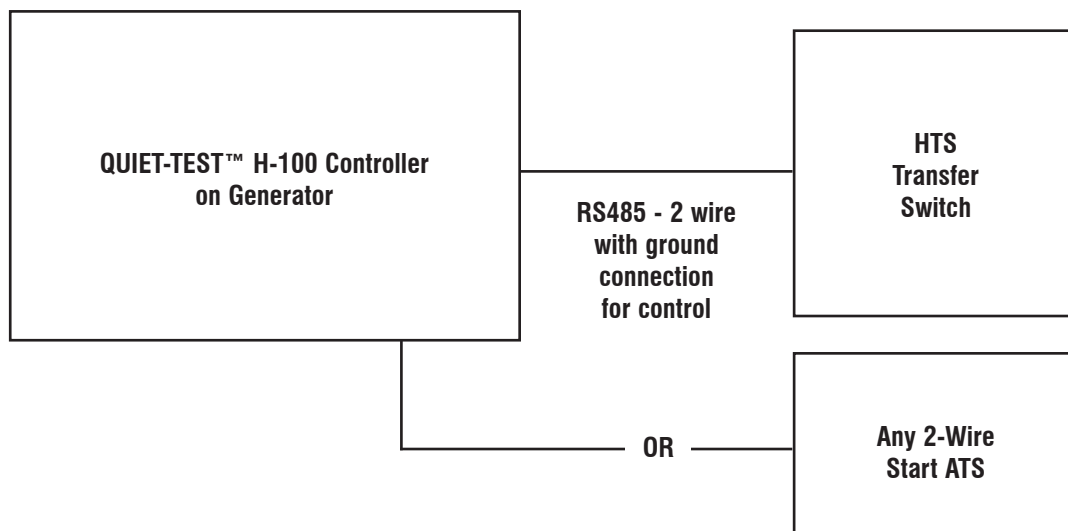 QUIET-TEST™ H-100 Controller
on Generator
HTS
Transfer
Switch
RS485 - 2 wire
with ground
connection
for control
OR
Any 2-Wire
Start ATS